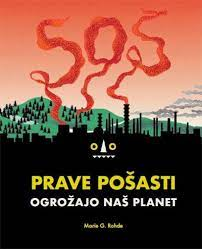 SOS
PRAVE POŠASTI
OGROŽAJO NAŠ PLANET
Marie G. Rohde